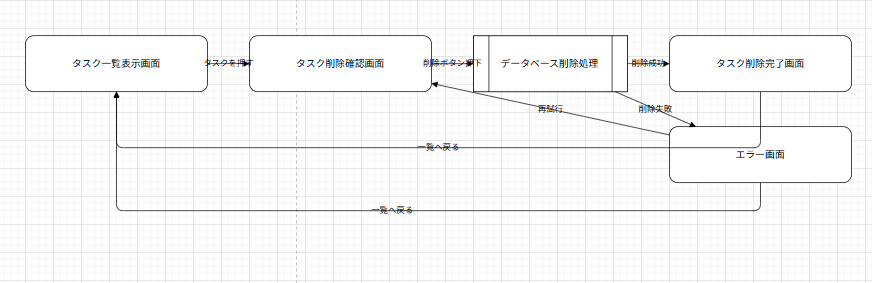 タスク一覧表示画面
タスクを押す
タスク削除確認画面
削除ボタン押下
データベース削除処理
削除成功
タスク削除完了画面
再試行
削除失敗
一覧へ戻る
エラー画面
一覧へ戻る